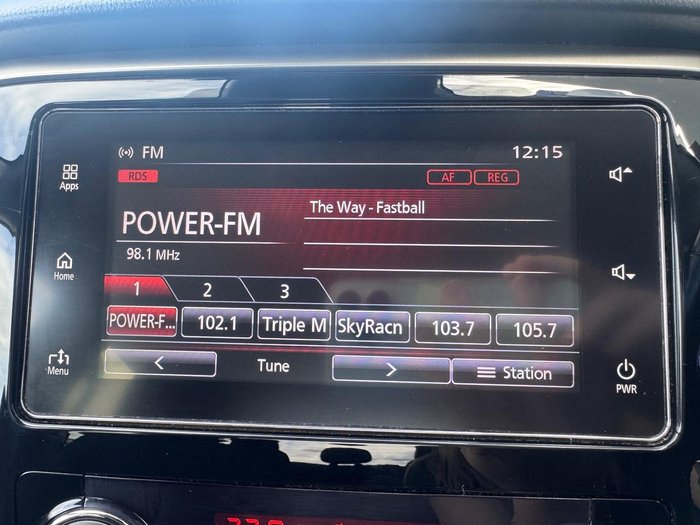 FM 12:15
RDS AF REG
Apps
The Way - Fastball
POWER-FM
98.1 MHz
Home
1 2 3
POWER-F... 102.1 Triple M SkyRacn 103.7 105.7
< Tune > Station
Menu
PWR